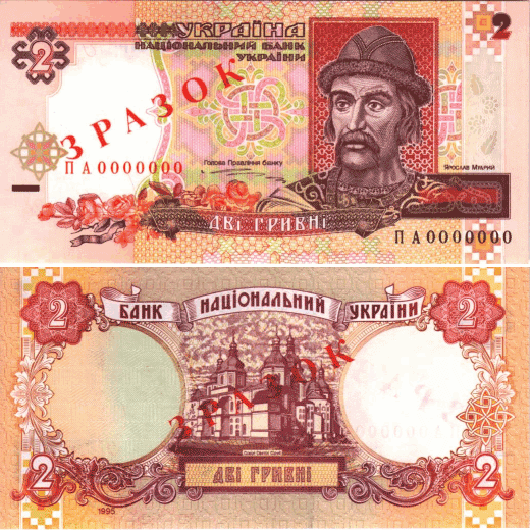 2
УКРАЇНА
НАЦІОНАЛЬНИЙ БАНК
УКРАЇНИ
2
ЗРАЗОК
ПА0000000
Голова Правління банку
Ярослав Мудрий
ДВІ ГРИВНІ
ПА0000000
2
БАНК НАЦІОНАЛЬНИЙ УКРАЇНИ
2
ЗРАЗОК
2
ДВІ ГРИВНІ
2
1995